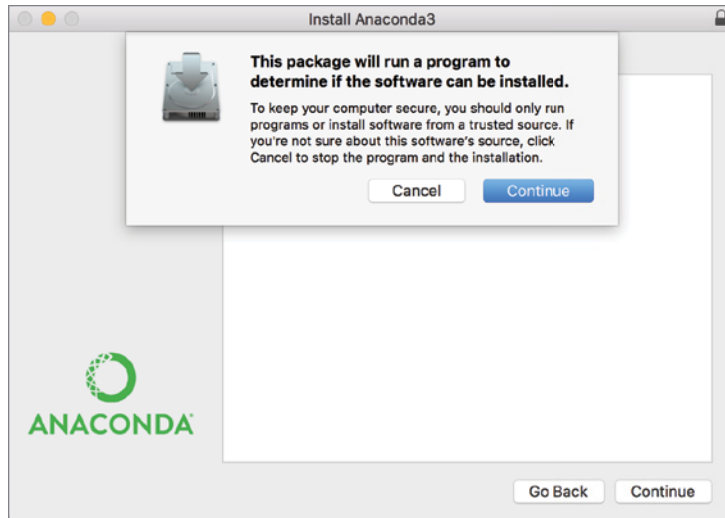 Install Anaconda3
This package will run a program to
determine if the software can be installed.
To keep your computer secure, you should only run
programs or install software from a trusted source. If
you're not sure about this software's source, click
Cancel to stop the program and the installation.
Cancel
Continue
ANACONDA
Go Back
Continue